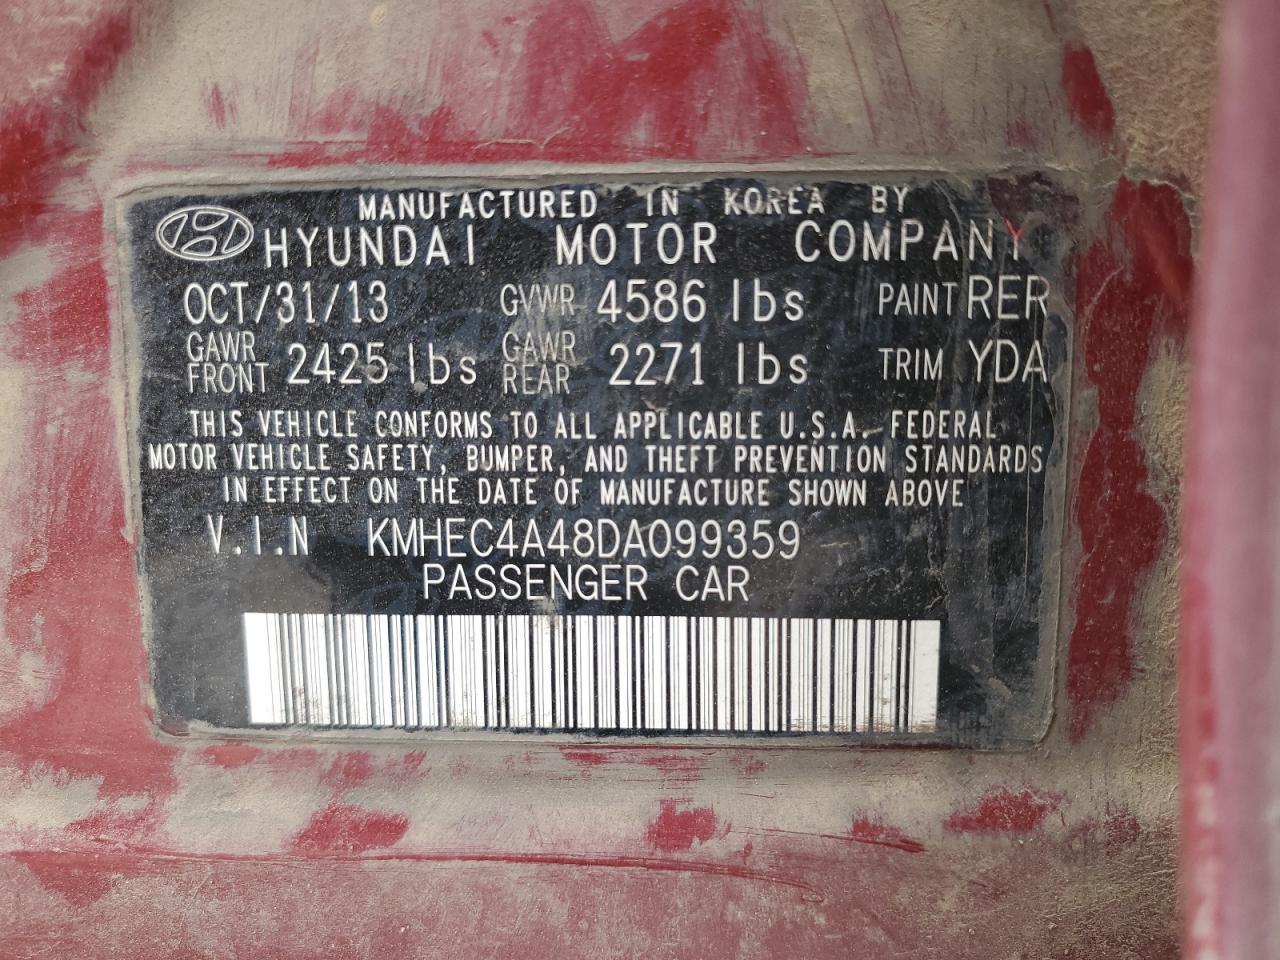 MANUFACTURED IN KOREA BY
HYUNDAI MOTOR COMPANY
OCT/31/13 GVWR 4586 lbs PAINT RER
GAWR FRONT 2425 lbs GAWR REAR 2271 lbs TRIM YDA
THIS VEHICLE CONFORMS TO ALL APPLICABLE U.S.A. FEDERAL
MOTOR VEHICLE SAFETY, BUMPER, AND THEFT PREVENTION STANDARDS
IN EFFECT ON THE DATE OF MANUFACTURE SHOWN ABOVE
V.I.N KMHEC4A48DA099359
PASSENGER CAR